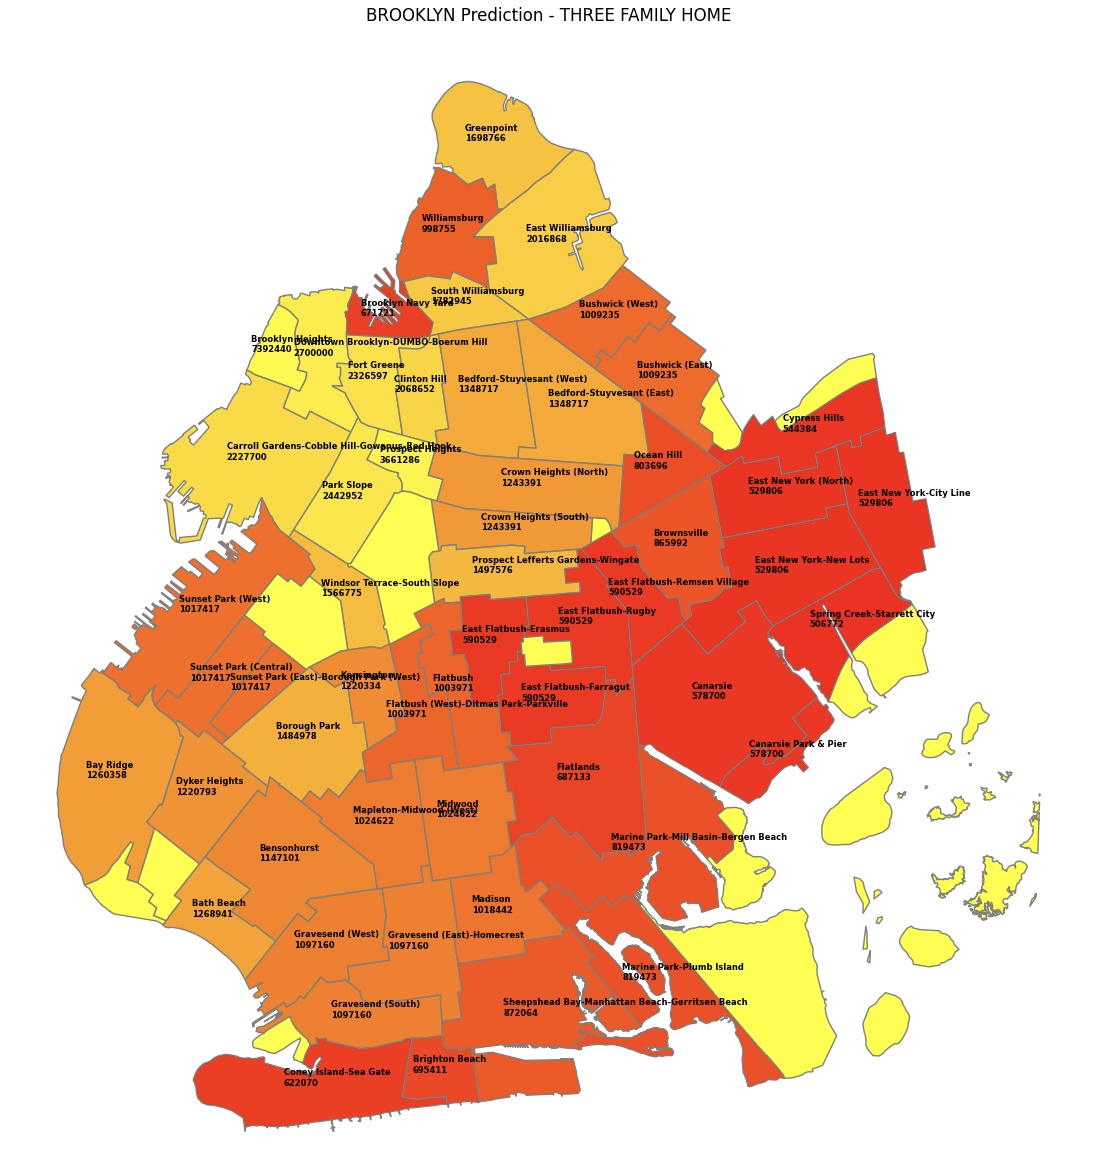 BROOKLYN Prediction - THREE FAMILY HOME
Greenpoint
1698766
Williamsburg
998755
East Williamsburg
2016868
South Williamsburg
1782945
Brooklyn Navy Yard
671721
Bushwick (West)
1009235
Brooklyn Heights
7392440
Downtown Brooklyn-DUMBO-Boerum Hill
2700000
Fort Greene
2326597
Clinton Hill
2068652
Bedford-Stuyvesant (West)
1348717
Bedford-Stuyvesant (East)
1348717
Bushwick (East)
1009235
Cypress Hills
544384
Carroll Gardens-Cobble Hill-Gowanus-Red Hook
2227700
Prospect Heights
3661286
Ocean Hill
803696
Park Slope
2442952
Crown Heights (North)
1243391
East New York (North)
529806
East New York-City Line
529806
Crown Heights (South)
1243391
Brownsville
865992
Prospect Lefferts Gardens-Wingate
1497576
East New York-New Lots
529806
Windsor Terrace-South Slope
1566775
East Flatbush-Remsen Village
590529
Sunset Park (West)
1017417
East Flatbush-Rugby
590529
Spring Creek-Starrett City
506772
East Flatbush-Erasmus
590529
Sunset Park (Central)
1017417
Sunset Park (East)-Borough Park (West)
1017417
Kensington
1220334
Flatbush
1003971
East Flatbush-Farragut
590529
Canarsie
578700
Flatbush (West)-Ditmas Park-Parkville
1003971
Borough Park
1484978
Canarsie Park & Pier
578700
Bay Ridge
1260358
Dyker Heights
1220793
Flatlands
687133
Mapleton-Midwood (West)
1024622
Midwood
1024622
Marine Park-Mill Basin-Bergen Beach
819473
Bensonhurst
1147101
Bath Beach
1268941
Madison
1018442
Gravesend (West)
1097160
Gravesend (East)-Homecrest
1097160
Marine Park-Plumb Island
819473
Gravesend (South)
1097160
Sheepshead Bay-Manhattan Beach-Gerritsen Beach
872064
Coney Island-Sea Gate
622070
Brighton Beach
695411